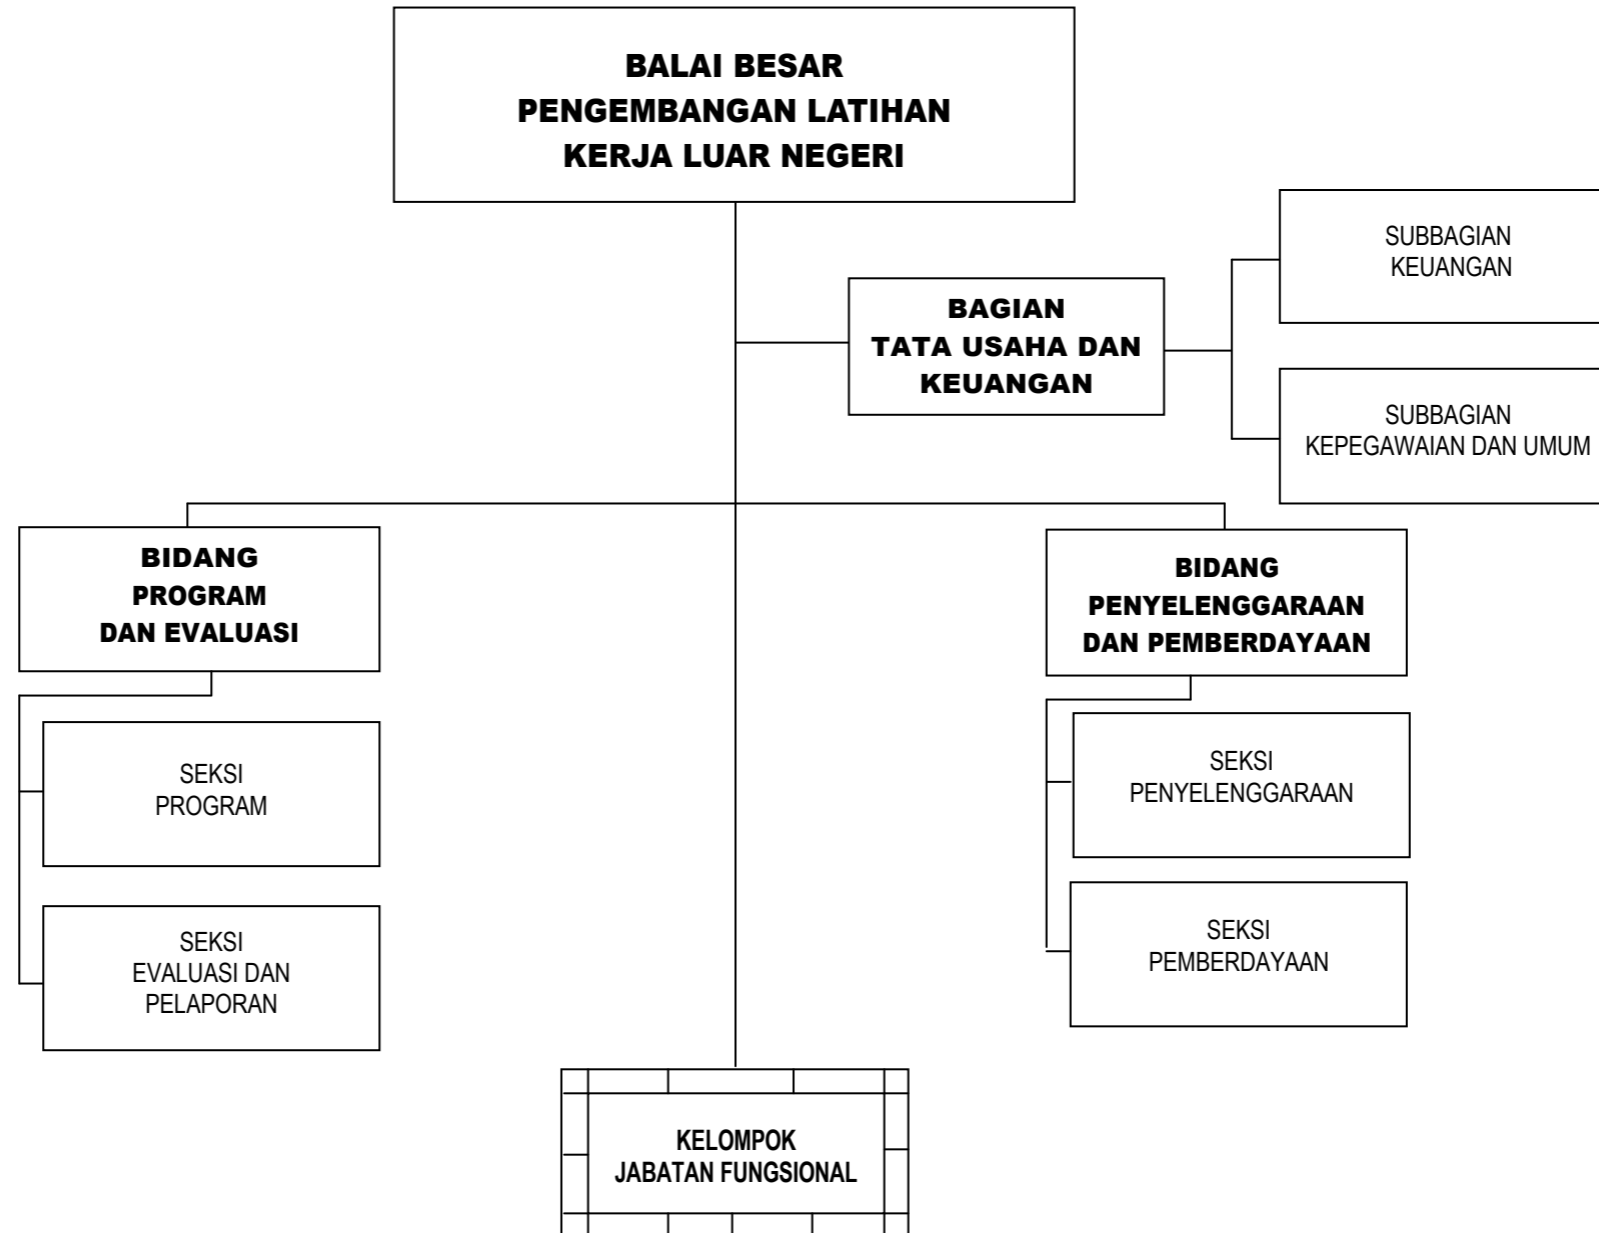 BALAI BESAR
PENGEMBANGAN LATIHAN
KERJA LUAR NEGERI
SUBBAGIAN
KEUANGAN
BAGIAN
TATA USAHA DAN
KEUANGAN
SUBBAGIAN
KEPEGAWAIAN DAN UMUM
BIDANG
PROGRAM
DAN EVALUASI
BIDANG
PENYELENGGARAAN
DAN PEMBERDAYAAN
SEKSI
PROGRAM
SEKSI
PENYELENGGARAAN
SEKSI
EVALUASI DAN
PELAPORAN
SEKSI
PEMBERDAYAAN
KELOMPOK
JABATAN FUNGSIONAL